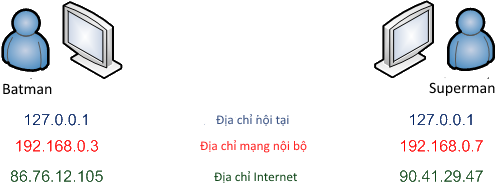 Batman
Superman
127.0.0.1 Địa chỉ nội tại 127.0.0.1
192.168.0.3 Địa chỉ mạng nội bộ 192.168.0.7
86.76.12.105 Địa chỉ Internet 90.41.29.47